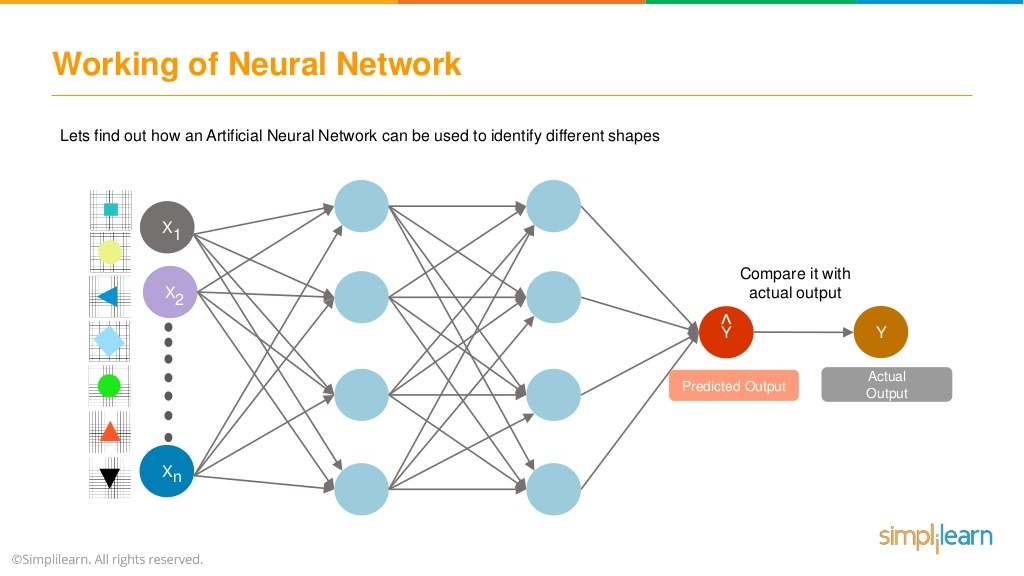 Working of Neural Network
Lets find out how an Artificial Neural Network can be used to identify different shapes
X1
X2
Xn
Compare it with
actual output
^
Y
Y
Predicted Output
Actual
Output
simplilearn
©Simplilearn. All rights reserved.